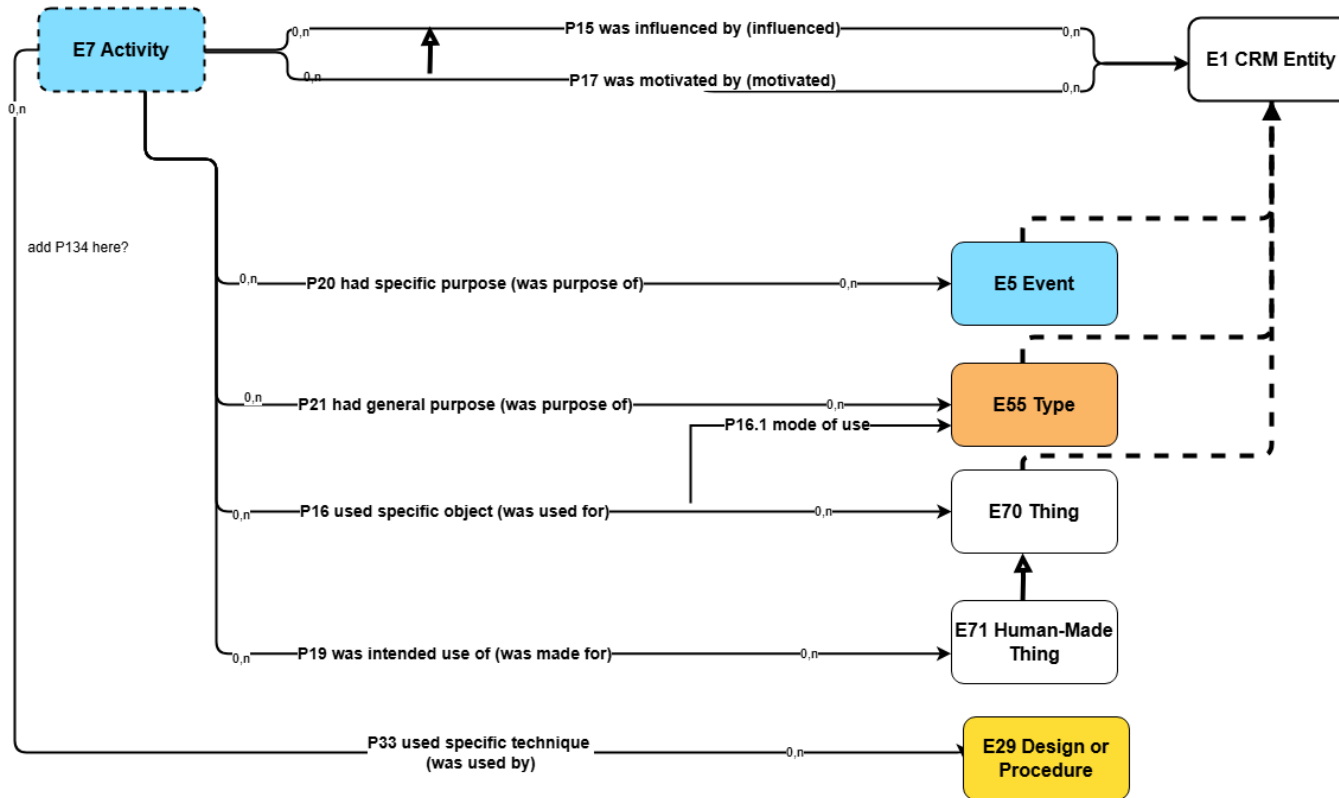 E7 Activity
0,n
P15 was influenced by (influenced)
0,n
E1 CRM Entity
0,n
P17 was motivated by (motivated)
0,n
0,n
add P134 here?
0,n
P20 had specific purpose (was purpose of)
0,n
E5 Event
0,n
P21 had general purpose (was purpose of)
0,n
E55 Type
P16.1 mode of use
0,n
P16 used specific object (was used for)
0,n
E70 Thing
0,n
P19 was intended use of (was made for)
0,n
E71 Human-Made
Thing
P33 used specific technique
(was used by)
0,n
E29 Design or
Procedure